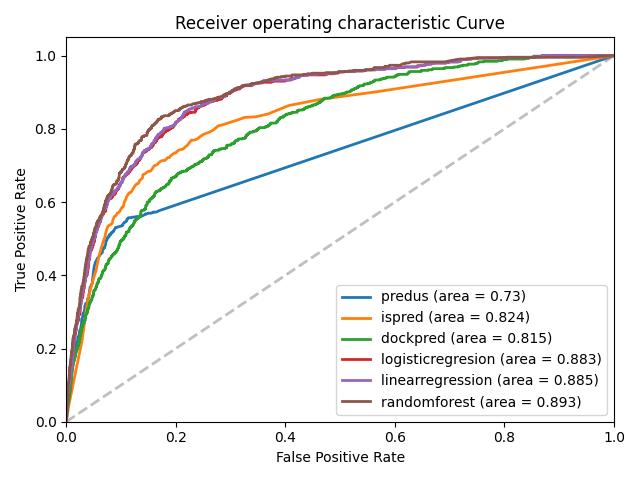 Receiver operating characteristic Curve
True Positive Rate
1.0
0.8
0.6
0.4
0.2
0.0
predus (area = 0.73)
ispred (area = 0.824)
dockpred (area = 0.815)
logisticregresion (area = 0.883)
linearregression (area = 0.885)
randomforest (area = 0.893)
0.0 0.2 0.4 0.6 0.8 1.0
False Positive Rate